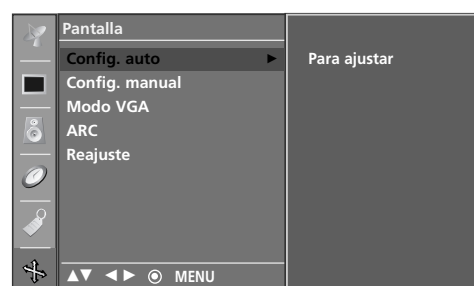 Pantalla
Config. auto ► Para ajustar
Config. manual
Modo VGA
ARC
Reajuste
▲▼ ◄► ◉ MENU